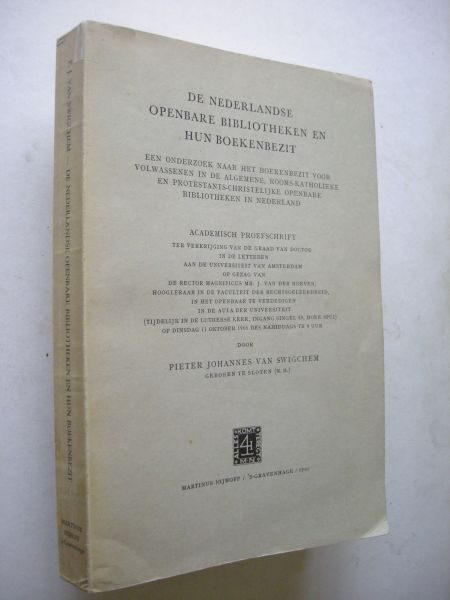 DE NEDERLANDSE
OPENBARE BIBLIOTHEKEN EN
HUN BOEKENBEZIT
EEN ONDERZOEK NAAR HET BOEKENBEZIT VOOR
VOLWASSENEN IN DE ALGEMENE, ROOMS-KATHOLIEKE
EN PROTESTANTS-CHRISTELIJKE OPENBARE
BIBLIOTHEKEN IN NEDERLAND
ACADEMISCH PROEFSCHRIFT
TER VERKRIJGING VAN DE GRAAD VAN DOCTOR
IN DE LETTEREN
AAN DE UNIVERSITEIT VAN AMSTERDAM
OP GEZAG VAN
DE RECTOR MAGNIFICUS MR. J. VAN DER HOEVEN,
HOOGLERAAR IN DE FACULTEIT DER RECHTSGELEERDHEID,
IN HET OPENBAAR TE VERDEDIGEN
IN DE AULA DER UNIVERSITEIT
(TIJDELIJK IN DE LUTHERSE KERK, INGANG SINGEL HOEK SPUI)
OP DINSDAG 11 OKTOBER DES NAMIDDAGS TE 4 UUR
DOOR
PIETER JOHANNES VAN SWIGCHEM
GEBOREN TE SLOTEN
ALLES
KOMT
MARTINUS NIJHOFF / 'S-GRAVENHAGE
P. J. VAN SWIGCHEM – DE NEDERLANDSE OPENBARE BIBLIOTHEKEN EN HUN BOEKENBEZIT
MARTINUS
NIJHOFF
's-Gravenhage